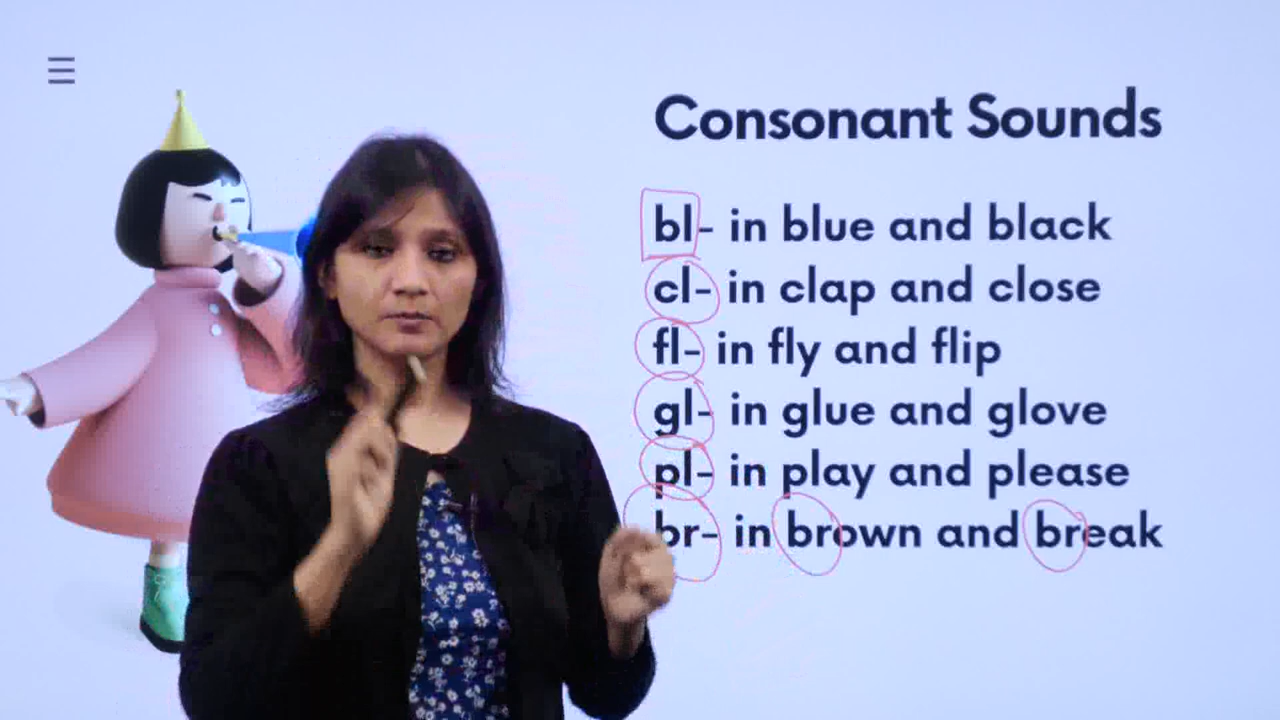 Consonant Sounds
bl- in blue and black
cl- in clap and close
fl- in fly and flip
gl- in glue and glove
pl- in play and please
br- in brown and break